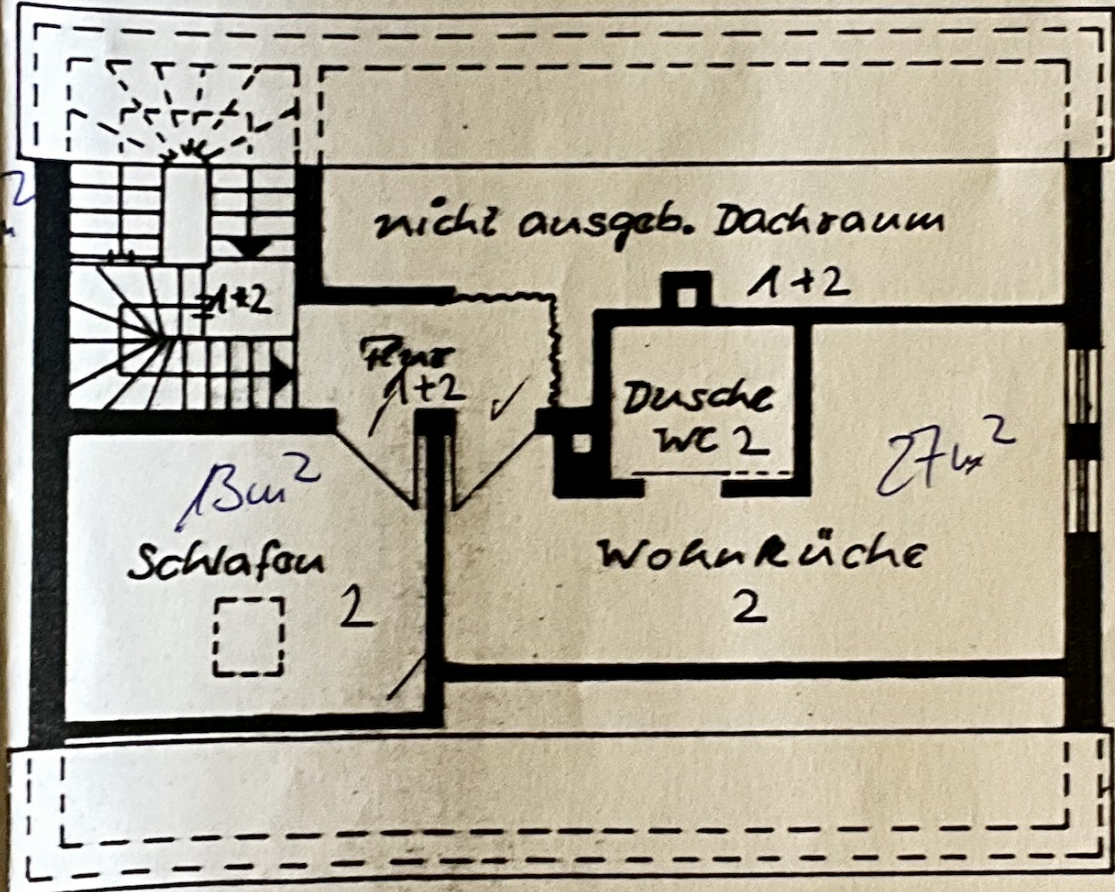 2
nicht ausgeb. Dachraum
1+2
1+2
Flur
1+2
Dusche
WC 2
27m²
13m²
Schlafen
2
Wohnküche
2